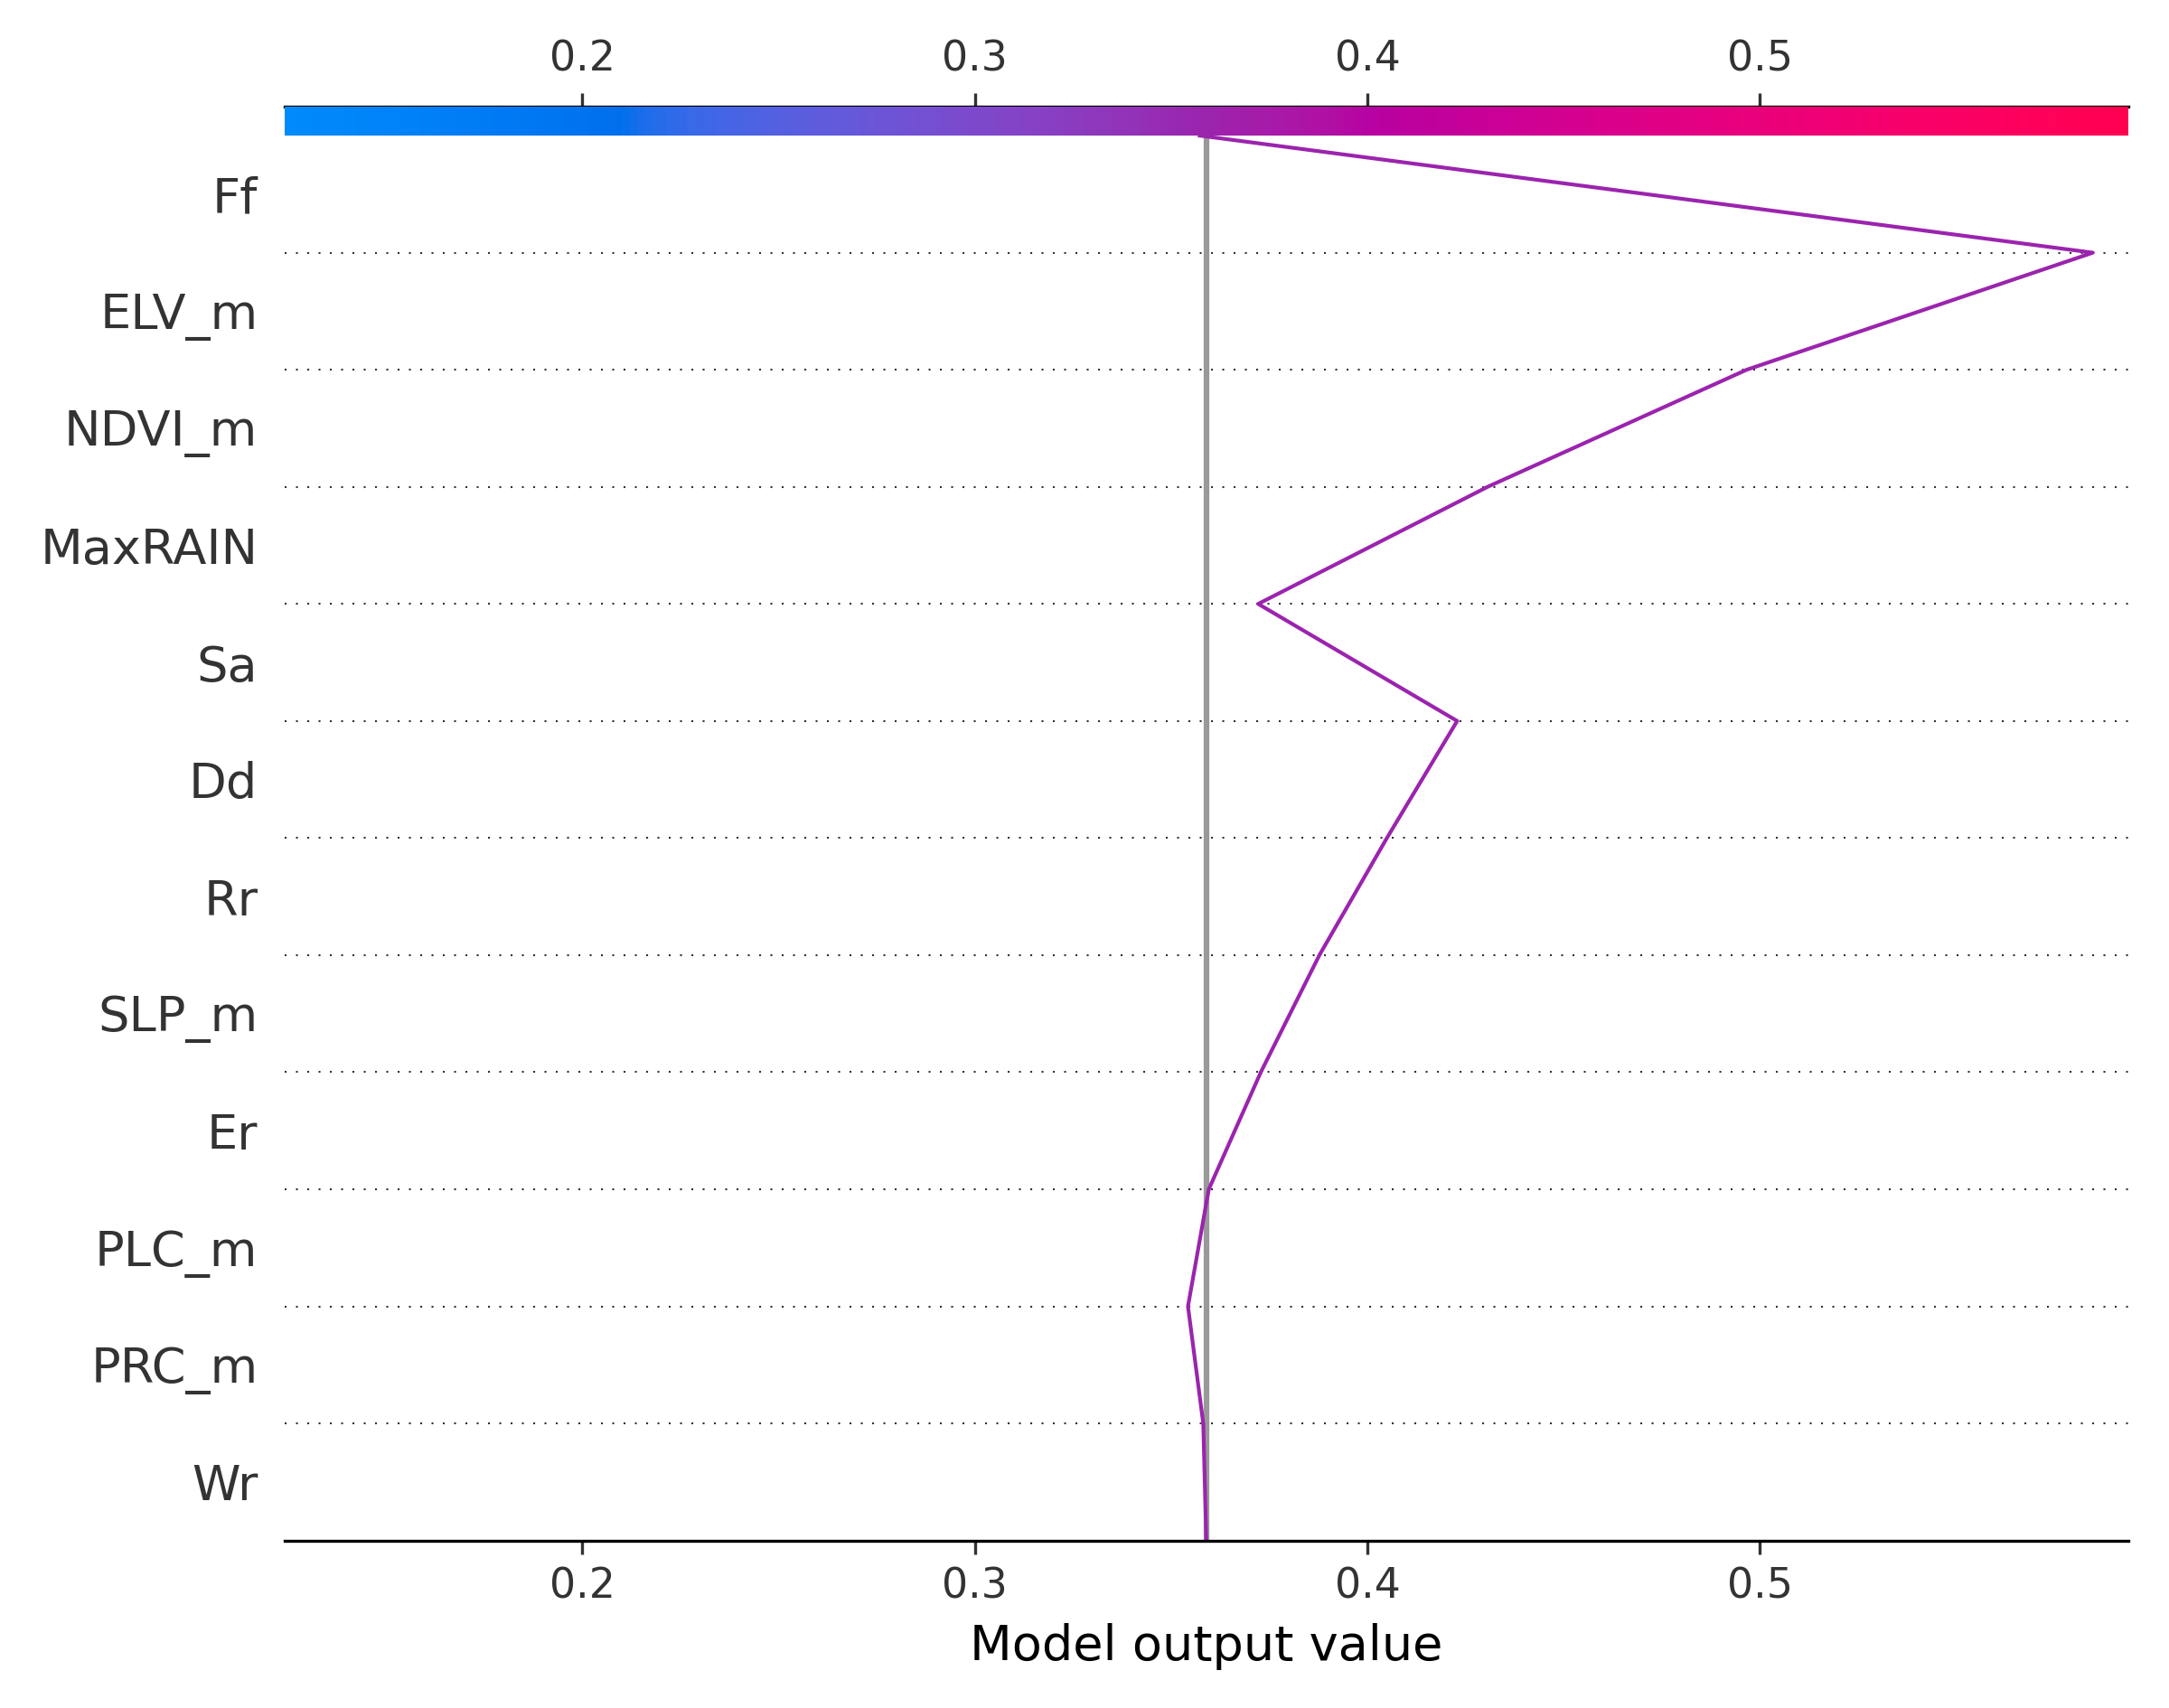 0.2 0.3 0.4 0.5
Ff
ELV_m
NDVI_m
MaxRAIN
Sa
Dd
Rr
SLP_m
Er
PLC_m
PRC_m
Wr
0.2 0.3 0.4 0.5
Model output value